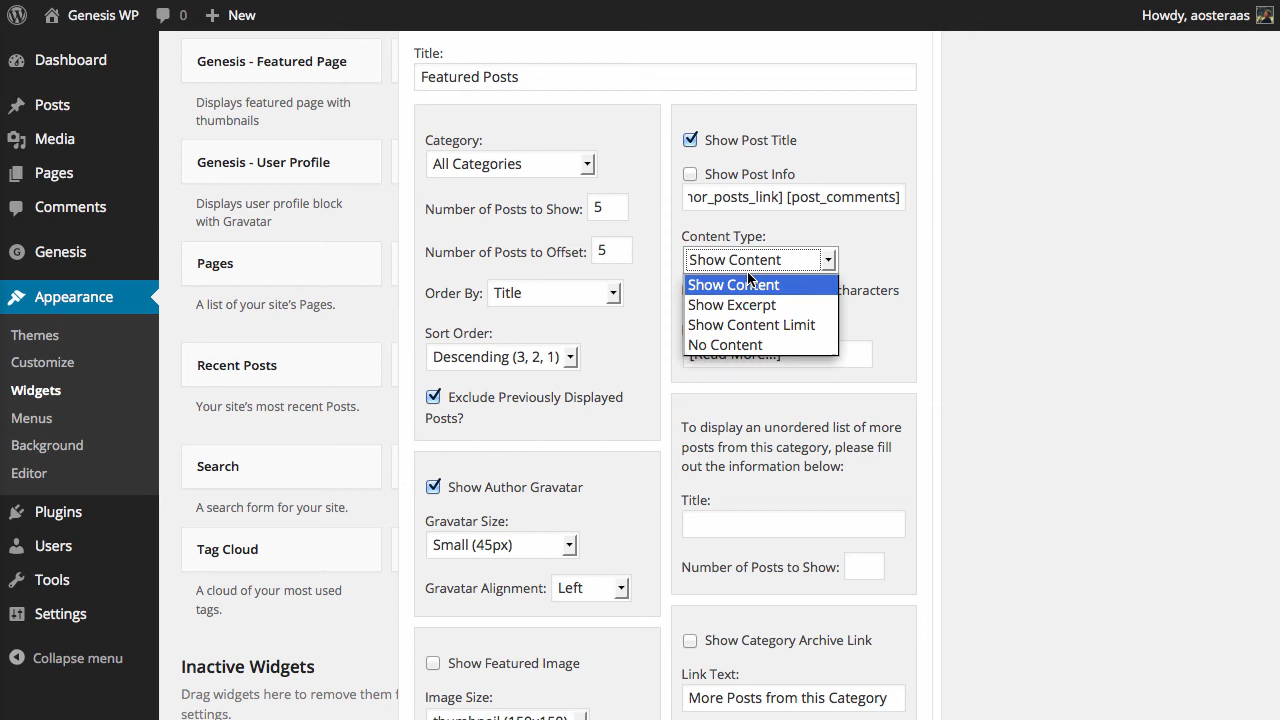 Genesis WP
0
New
Howdy, aosteraas
Dashboard
Posts
Media
Pages
Comments
Genesis
Appearance
Themes
Customize
Widgets
Menus
Background
Editor
Plugins
Users
Tools
Settings
Collapse menu
Genesis - Featured Page
Displays featured page with
thumbnails
Genesis - User Profile
Displays user profile block
with Gravatar
Pages
A list of your site's Pages.
Recent Posts
Your site's most recent Posts.
Search
A search form for your site.
Tag Cloud
A cloud of your most used
tags.
Inactive Widgets
Drag widgets here to remove them f
settings.
Title:
Featured Posts
Category:
All Categories
Number of Posts to Show: 5
Number of Posts to Offset: 5
Order By: Title
Sort Order:
Descending (3, 2, 1)
Exclude Previously Displayed
Posts?
Show Author Gravatar
Gravatar Size:
Small (45px)
Gravatar Alignment: Left
Show Featured Image
Image Size:
thumbnail (150x150)
Show Post Title
Show Post Info
nor_posts_link] [post_comments]
Content Type:
Show Content
Show Content
characters
Show Excerpt
Show Content Limit
No Content
[Read More...]
To display an unordered list of more
posts from this category, please fill
out the information below:
Title:
Number of Posts to Show:
Show Category Archive Link
Link Text:
More Posts from this Category